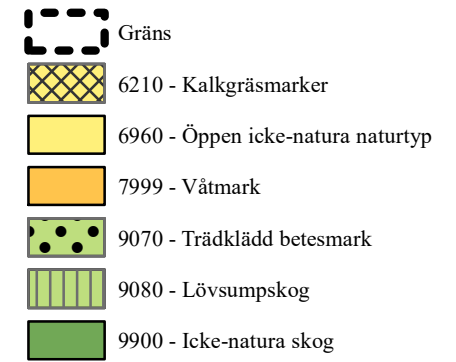 Gräns
6210 - Kalkgräsmarker
6960 - Öppen icke-natura naturtyp
7999 - Våtmark
9070 - Trädklädd betesmark
9080 - Lövsumpskog
9900 - Icke-natura skog